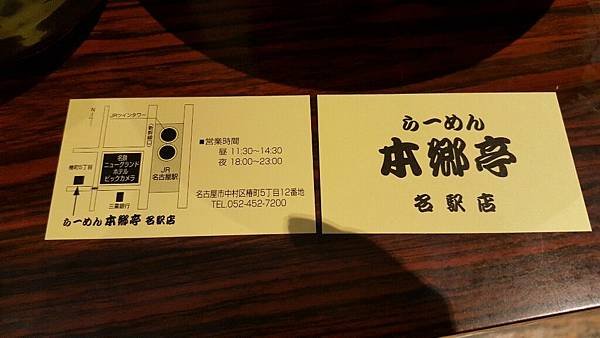 N
JRツインタワー
新幹線口
椿町5丁目
名鉄
ニューグランド
ホテル
ビックカメラ
JR
名古屋駅
三菱銀行
らーめん 本郷亭 名駅店
■営業時間
昼 11:30~14:30
夜 18:00~23:00
名古屋市中村区椿町5丁目12番地
TEL.052-452-7200
らーめん
本郷亭
名駅店